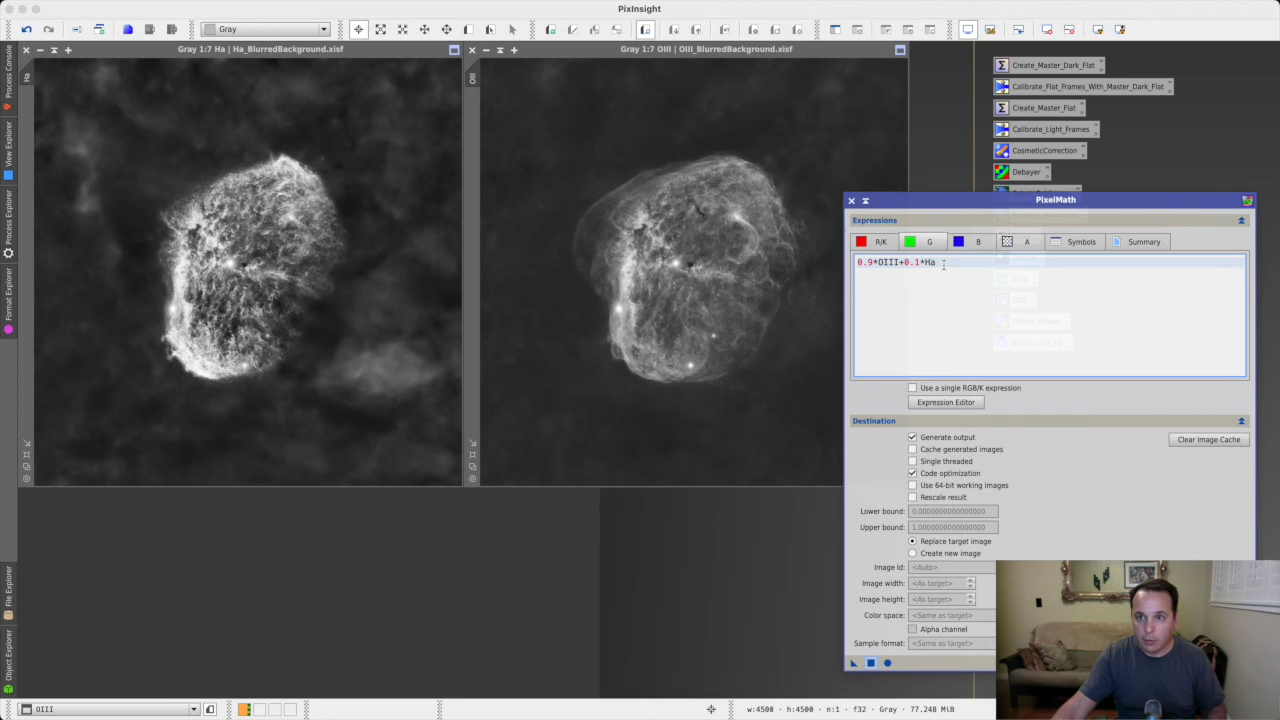 PixInsight
Gray
Gray 1:7 Ha | Ha_BlurredBackground.xisf
Gray 1:7 OIII | OIII_BlurredBackground.xisf
Ha
OIII
Process Console
View Explorer
Process Explorer
Format Explorer
File Explorer
Object Explorer
Create_Master_Dark_Flat
Calibrate_Flat_Frames_With_Master_Dark_Flat
Create_Master_Flat
Calibrate_Light_Frames
CosmeticCorrection
Debayer
PixelMath
Expressions
R/K
G
B
A
Symbols
Summary
0.9*OIII+0.1*Ha
Use a single RGB/K expression
Expression Editor
Destination
Generate output
Clear Image Cache
Cache generated images
Single threaded
Code optimization
Use 64-bit working images
Rescale result
Lower bound: 0.0000000000000000
Upper bound: 1.0000000000000000
Replace target image
Create new image
Image Id: <Auto>
Image width: <As target>
Image height: <As target>
Color space: <Same as target>
Alpha channel
Sample format: <Same as target>
OIII
w:4500 · h:4500 · n:1 · f32 · Gray · 77.248 MiB